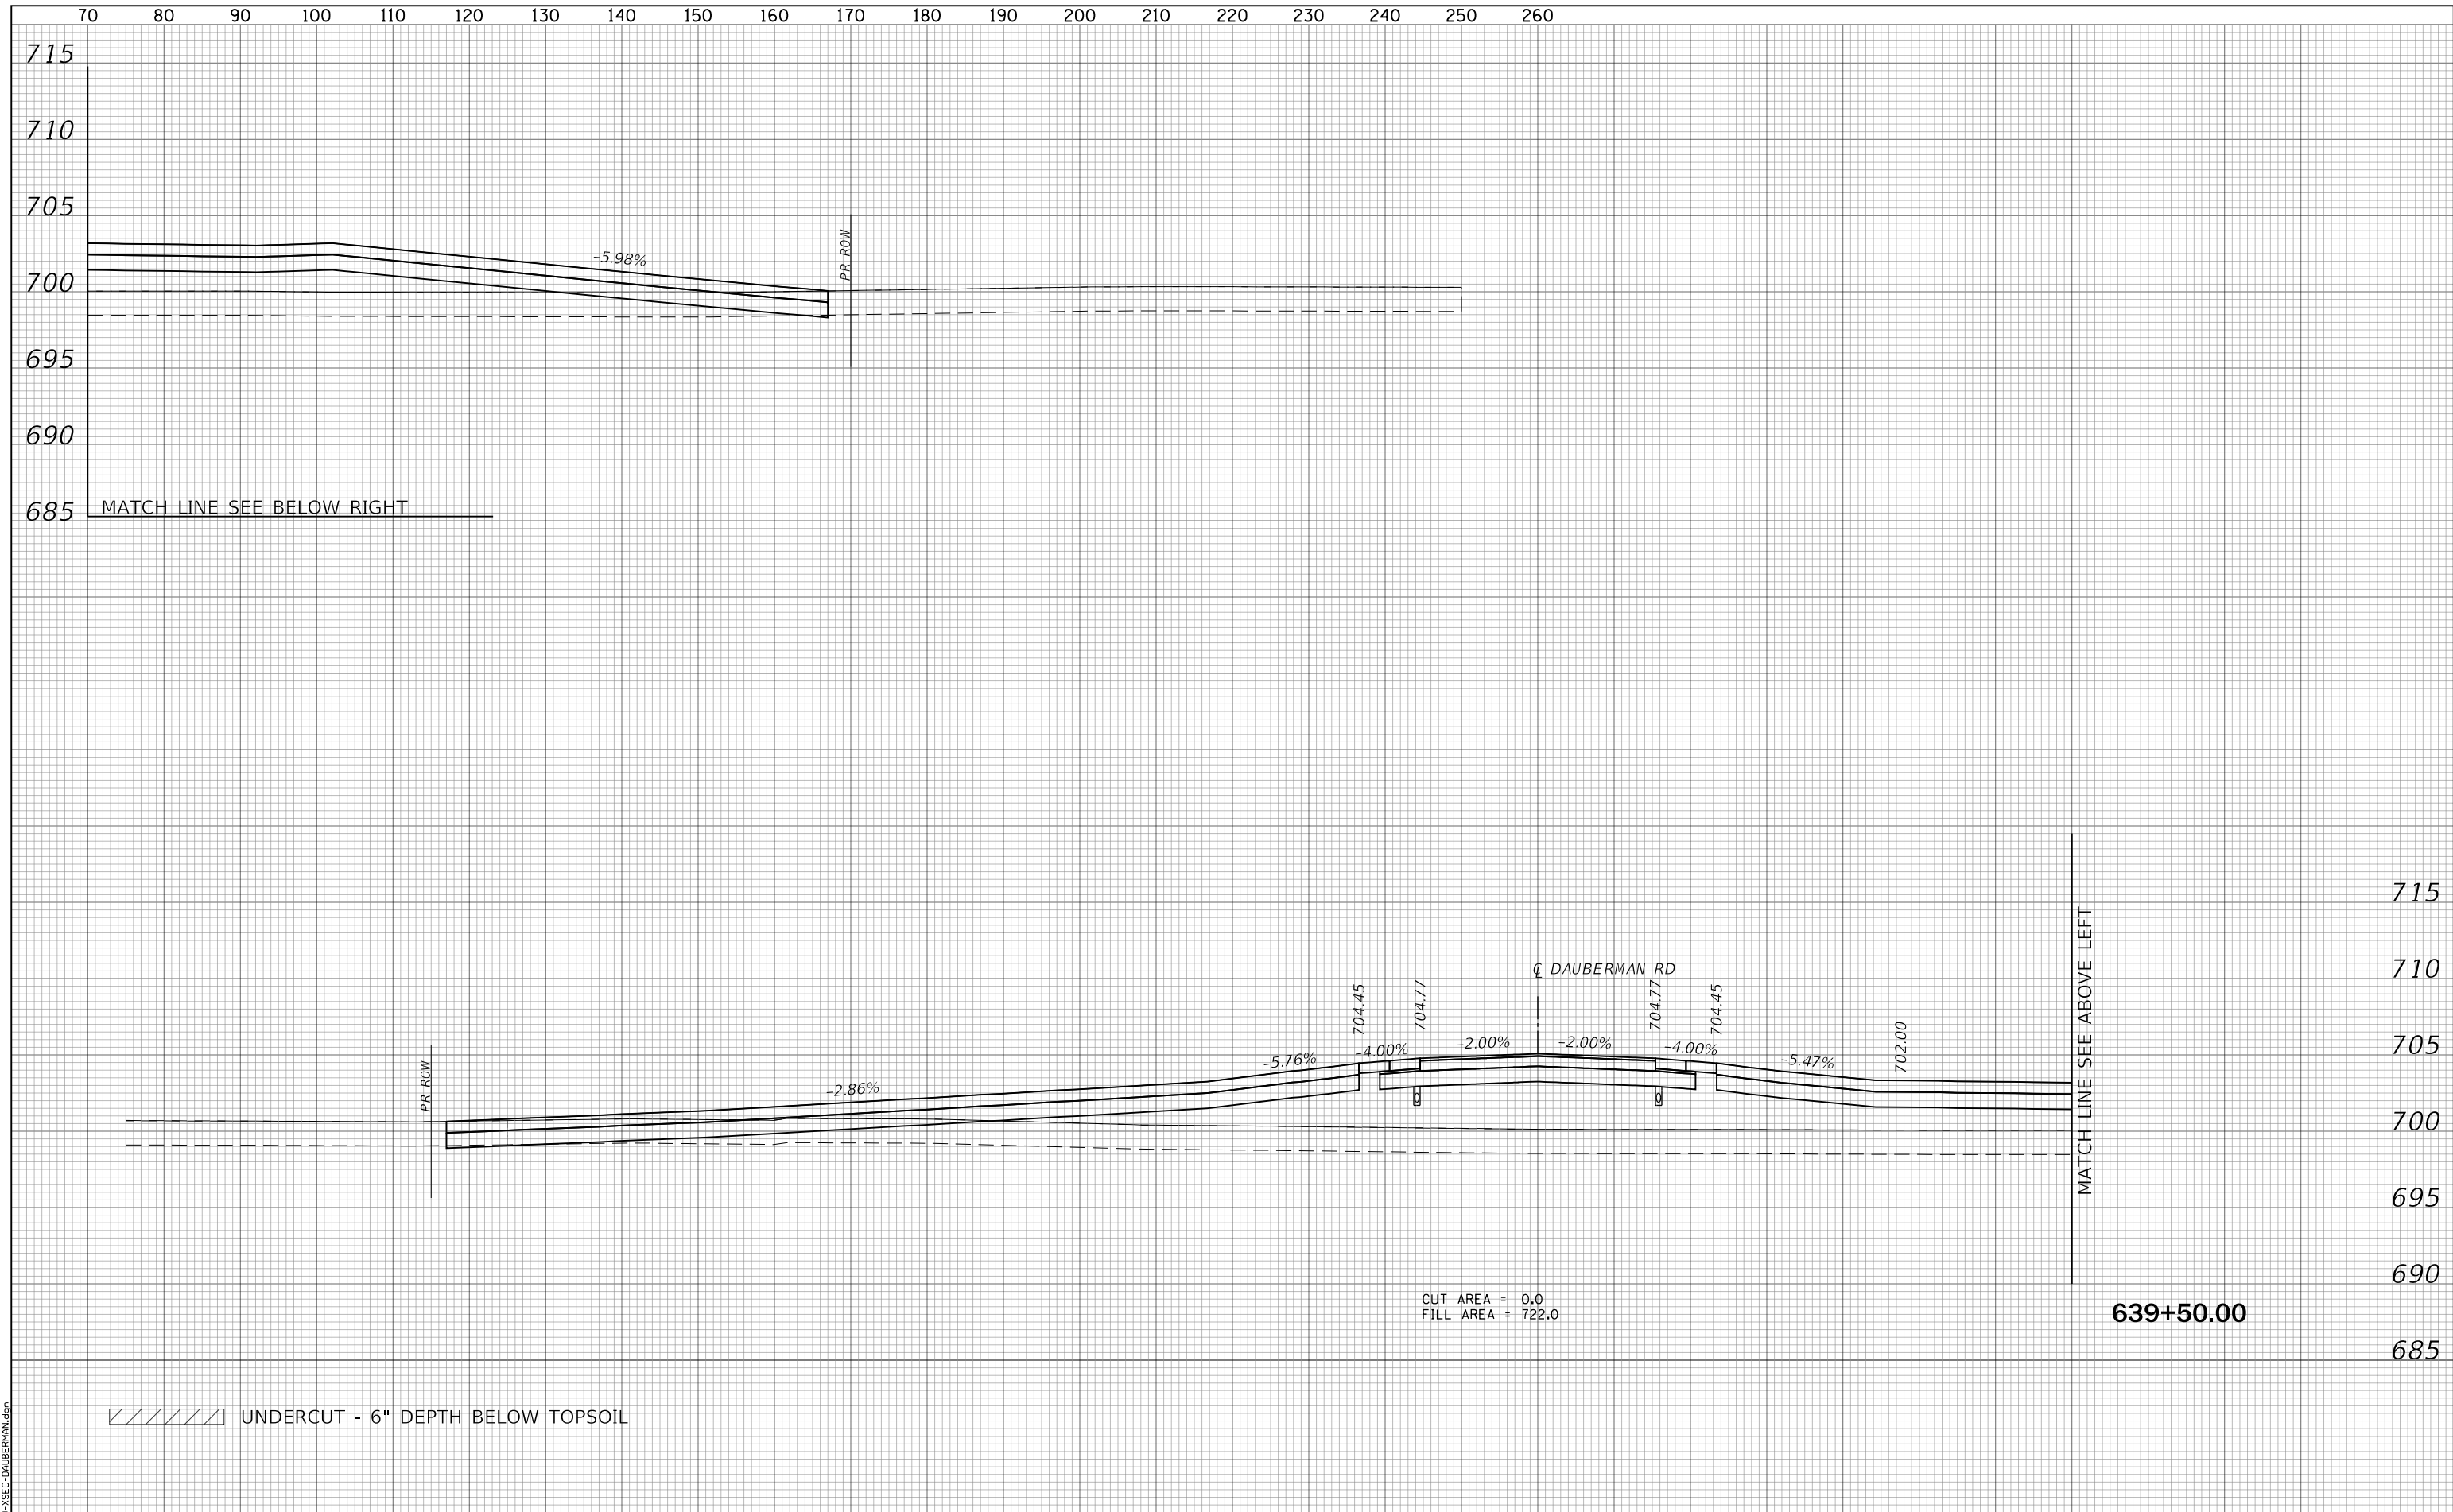 70 80 90 100 110 120 130 140 150 160 170 180 190 200 210 220 230 240 250 260
715
710
705
700
695
690
685
-5.98%
PR ROW
MATCH LINE SEE BELOW RIGHT
715
710
705
700
695
690
685
MATCH LINE SEE ABOVE LEFT
℄ DAUBERMAN RD
704.45
704.77
704.77
704.45
702.00
PR ROW
-2.86%
-5.76%
-4.00%
-2.00%
-2.00%
-4.00%
-5.47%
CUT AREA = 0.0
FILL AREA = 722.0
639+50.00
UNDERCUT - 6" DEPTH BELOW TOPSOIL
-XSEC-DAUBERMAN.dgn